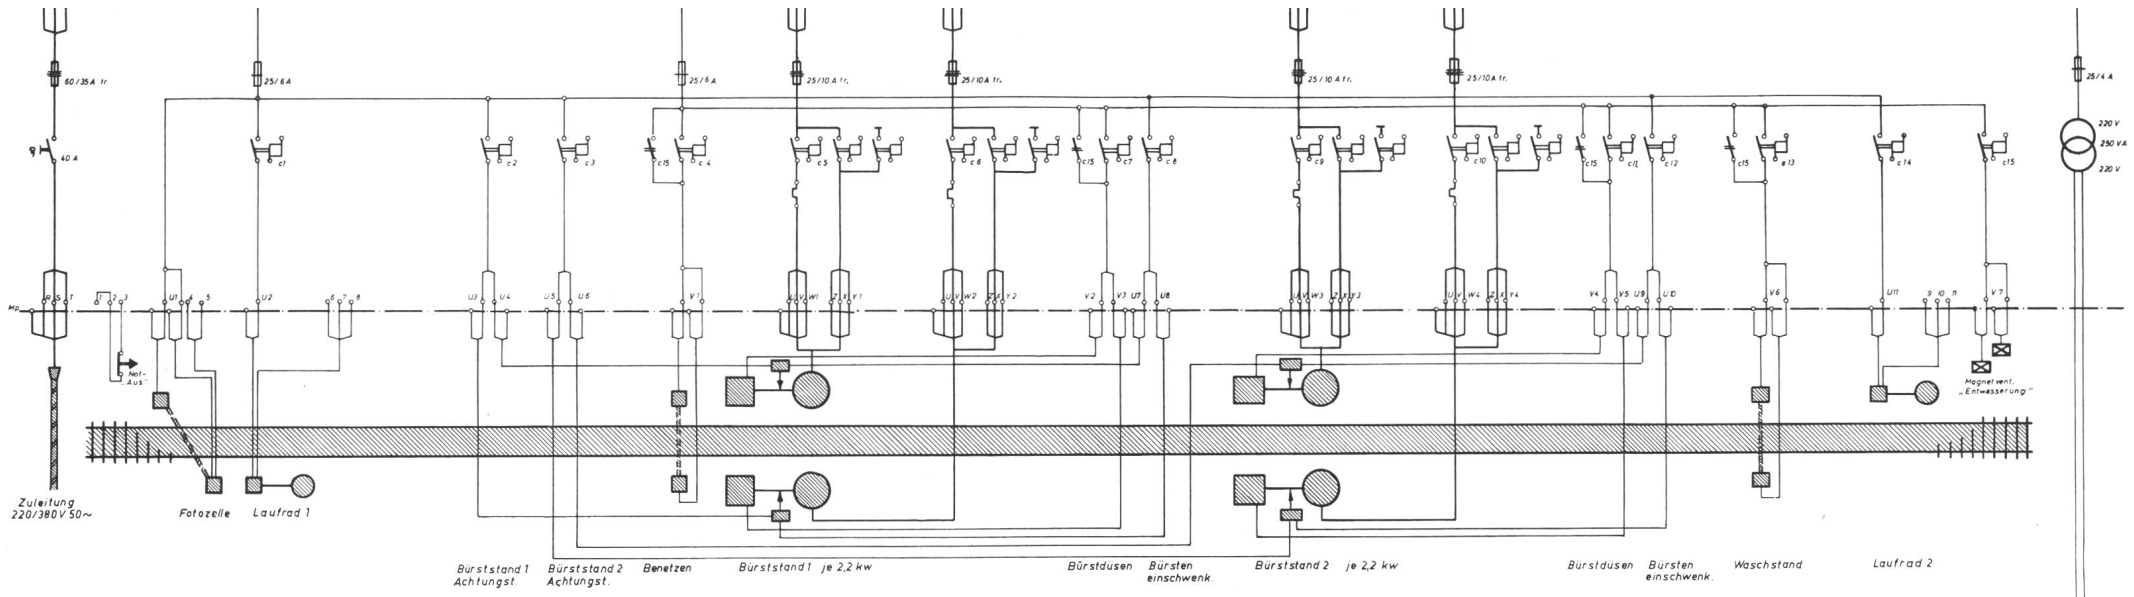 60/35A tr.
25/6 A
25/6 A
25/10 A tr.
25/10A tr.
25/10 A tr.
25/10A tr.
25/4 A
220 V
250 VA
220 V
40 A
c1
c2
c3
c15
c4
c5
c6
c15
c7
c8
c9
c10
c15
c11
c12
c15
e13
c14
c15
Mp
R S T
1 2 3
U1 4 5
U2
6 7 8
U3 U4
U5 U6
V1
U V W1 Z X Y1
U V W2 Z X Y2
V2 V3 U7 U8
U V W3 Z X Y3
U V W4 Z X Y4
V4 V5 U9 U10
V6
U11
9 10 11
V7
Not-
„Aus"
Magnetvent.
„Entwässerung"
Zuleitung
220/380V 50~
Fotozelle
Laufrad 1
Bürststand 1
Achtungst.
Bürststand 2
Achtungst.
Benetzen
Bürststand 1 je 2,2 kw
Bürstdüsen
Bürsten
einschwenk.
Bürststand 2 je 2,2 kw
Bürstdüsen
Bürsten
einschwenk.
Waschstand
Laufrad 2